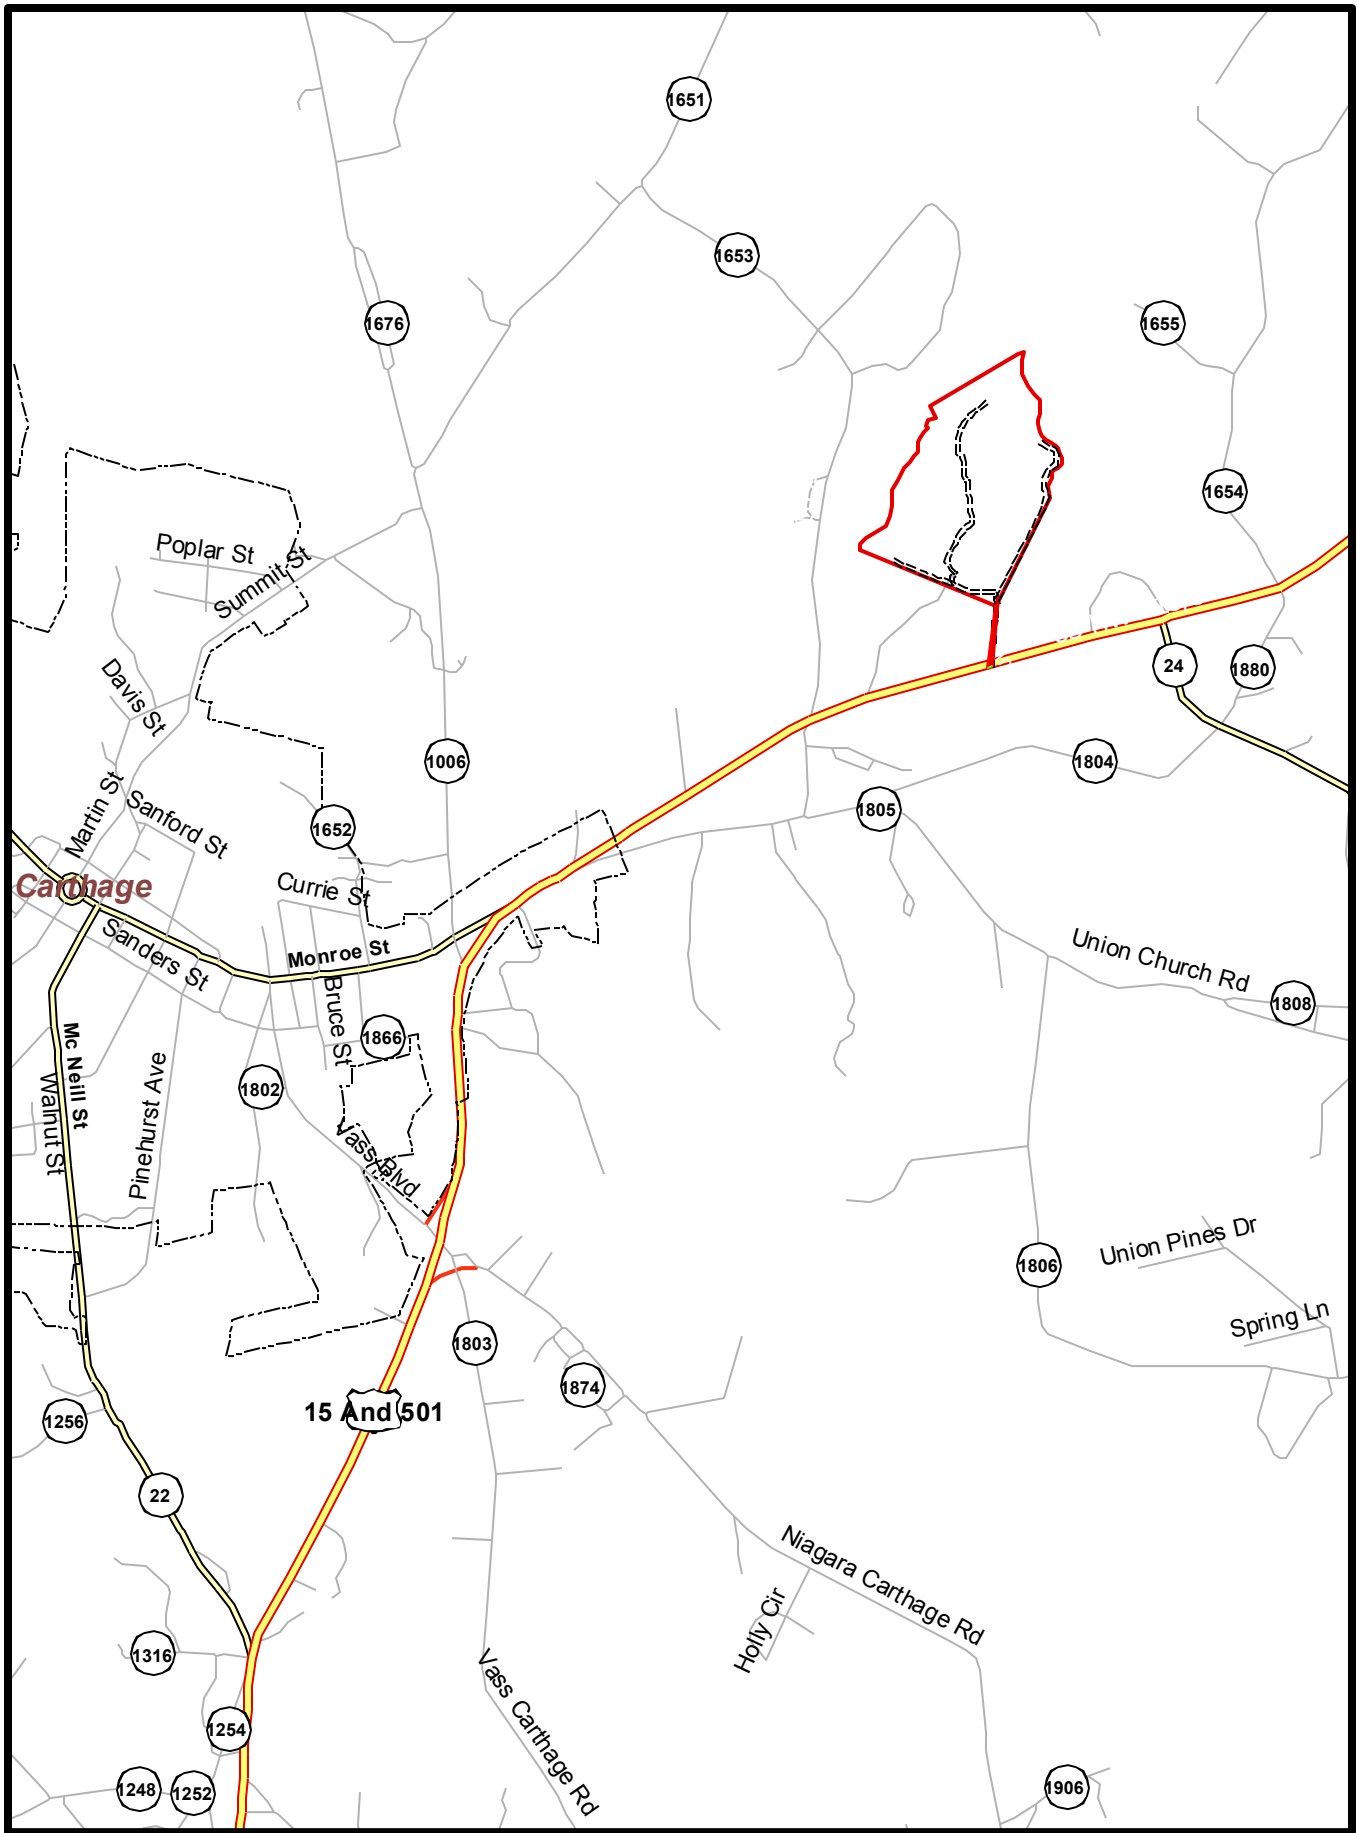 1651
1653
1676
1655
1654
Poplar St
Summit St
Davis St
24
1880
1006
1804
Martin St
Sanford St
1652
1805
Carthage
Currie St
Sanders St
Monroe St
Union Church Rd
Bruce St
1808
1866
Mc Neill St
Walnut St
Pinehurst Ave
1802
Vass Blvd
Union Pines Dr
1806
Spring Ln
1803
1874
15 And 501
1256
22
Niagara Carthage Rd
Holly Cir
1316
Vass Carthage Rd
1254
1248
1252
1906